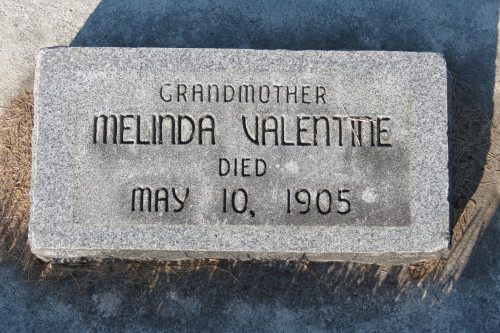 GRANDMOTHER
MELINDA VALENTINE
DIED
MAY 10, 1905